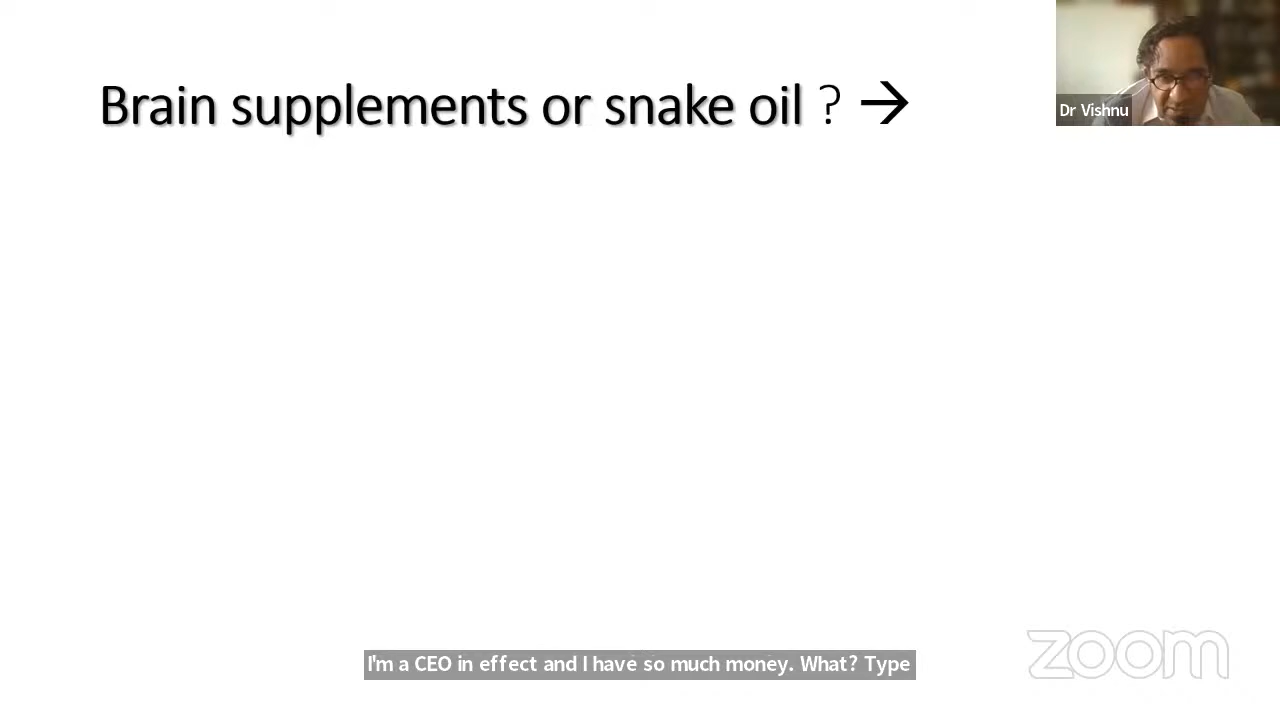 Brain supplements or snake oil ? →
Dr Vishnu
I'm a CEO in effect and I have so much money. What? Type
zoom